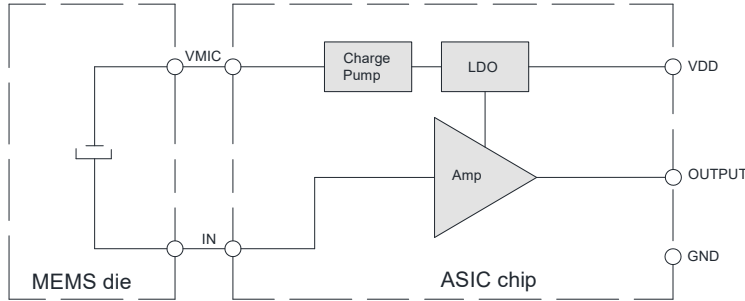 VMIC
Charge
Pump
LDO
VDD
Amp
OUTPUT
IN
GND
MEMS die
ASIC chip